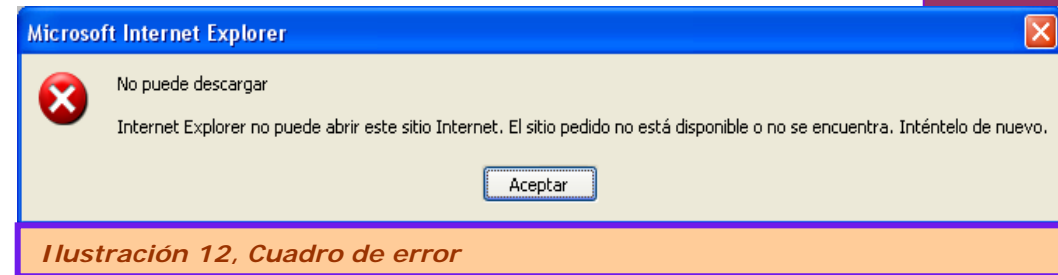 Microsoft Internet Explorer
No puede descargar
Internet Explorer no puede abrir este sitio Internet. El sitio pedido no está disponible o no se encuentra. Inténtelo de nuevo.
Aceptar
Ilustración 12, Cuadro de error